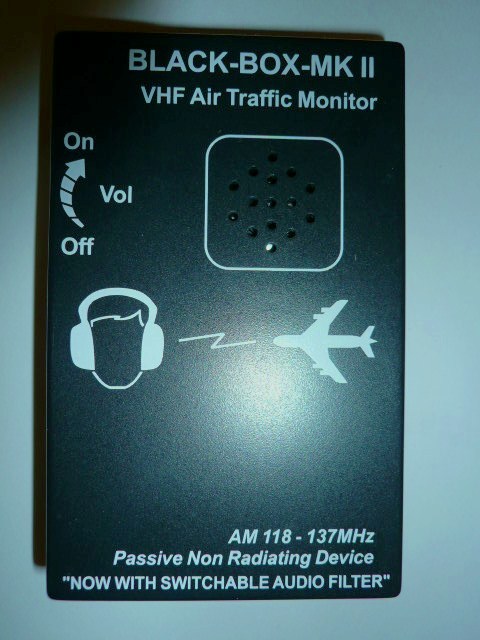 BLACK-BOX-MK II
VHF Air Traffic Monitor
On
Vol
Off
AM 118 - 137MHz
Passive Non Radiating Device
"NOW WITH SWITCHABLE AUDIO FILTER"